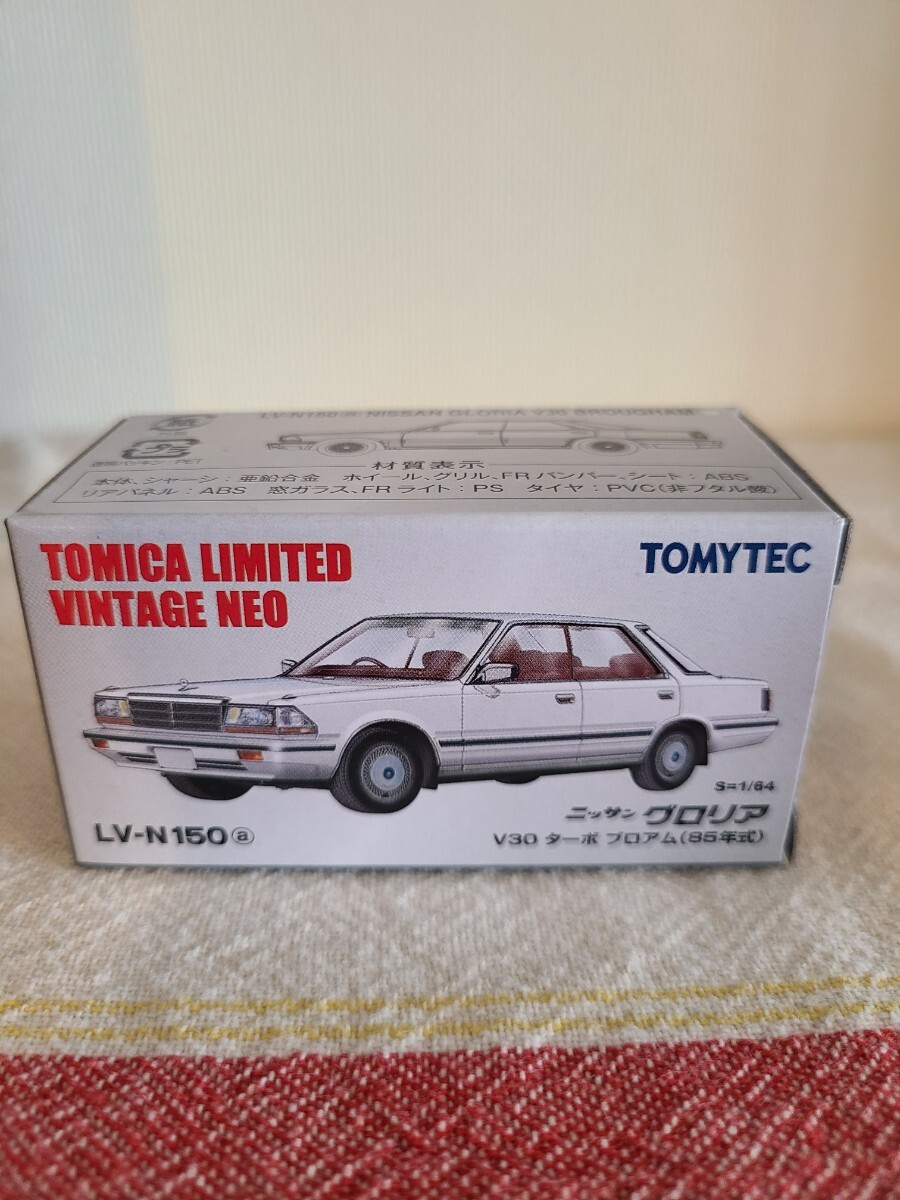 LV-N150ⓐ NISSAN GLORIA V30 BROUGHAM
材質表示
本体、シャーシ:亜鉛合金 ホイール、グリル、FRバンパー、シート:ABS
リアパネル:ABS 窓ガラス、FRライト:PS タイヤ:PVC(非フタル酸)
TOMICA LIMITED
VINTAGE NEO
TOMYTEC
S=1/64
ニッサン グロリア
V30 ターボ ブロアム(85年式)
LV-N150ⓐ